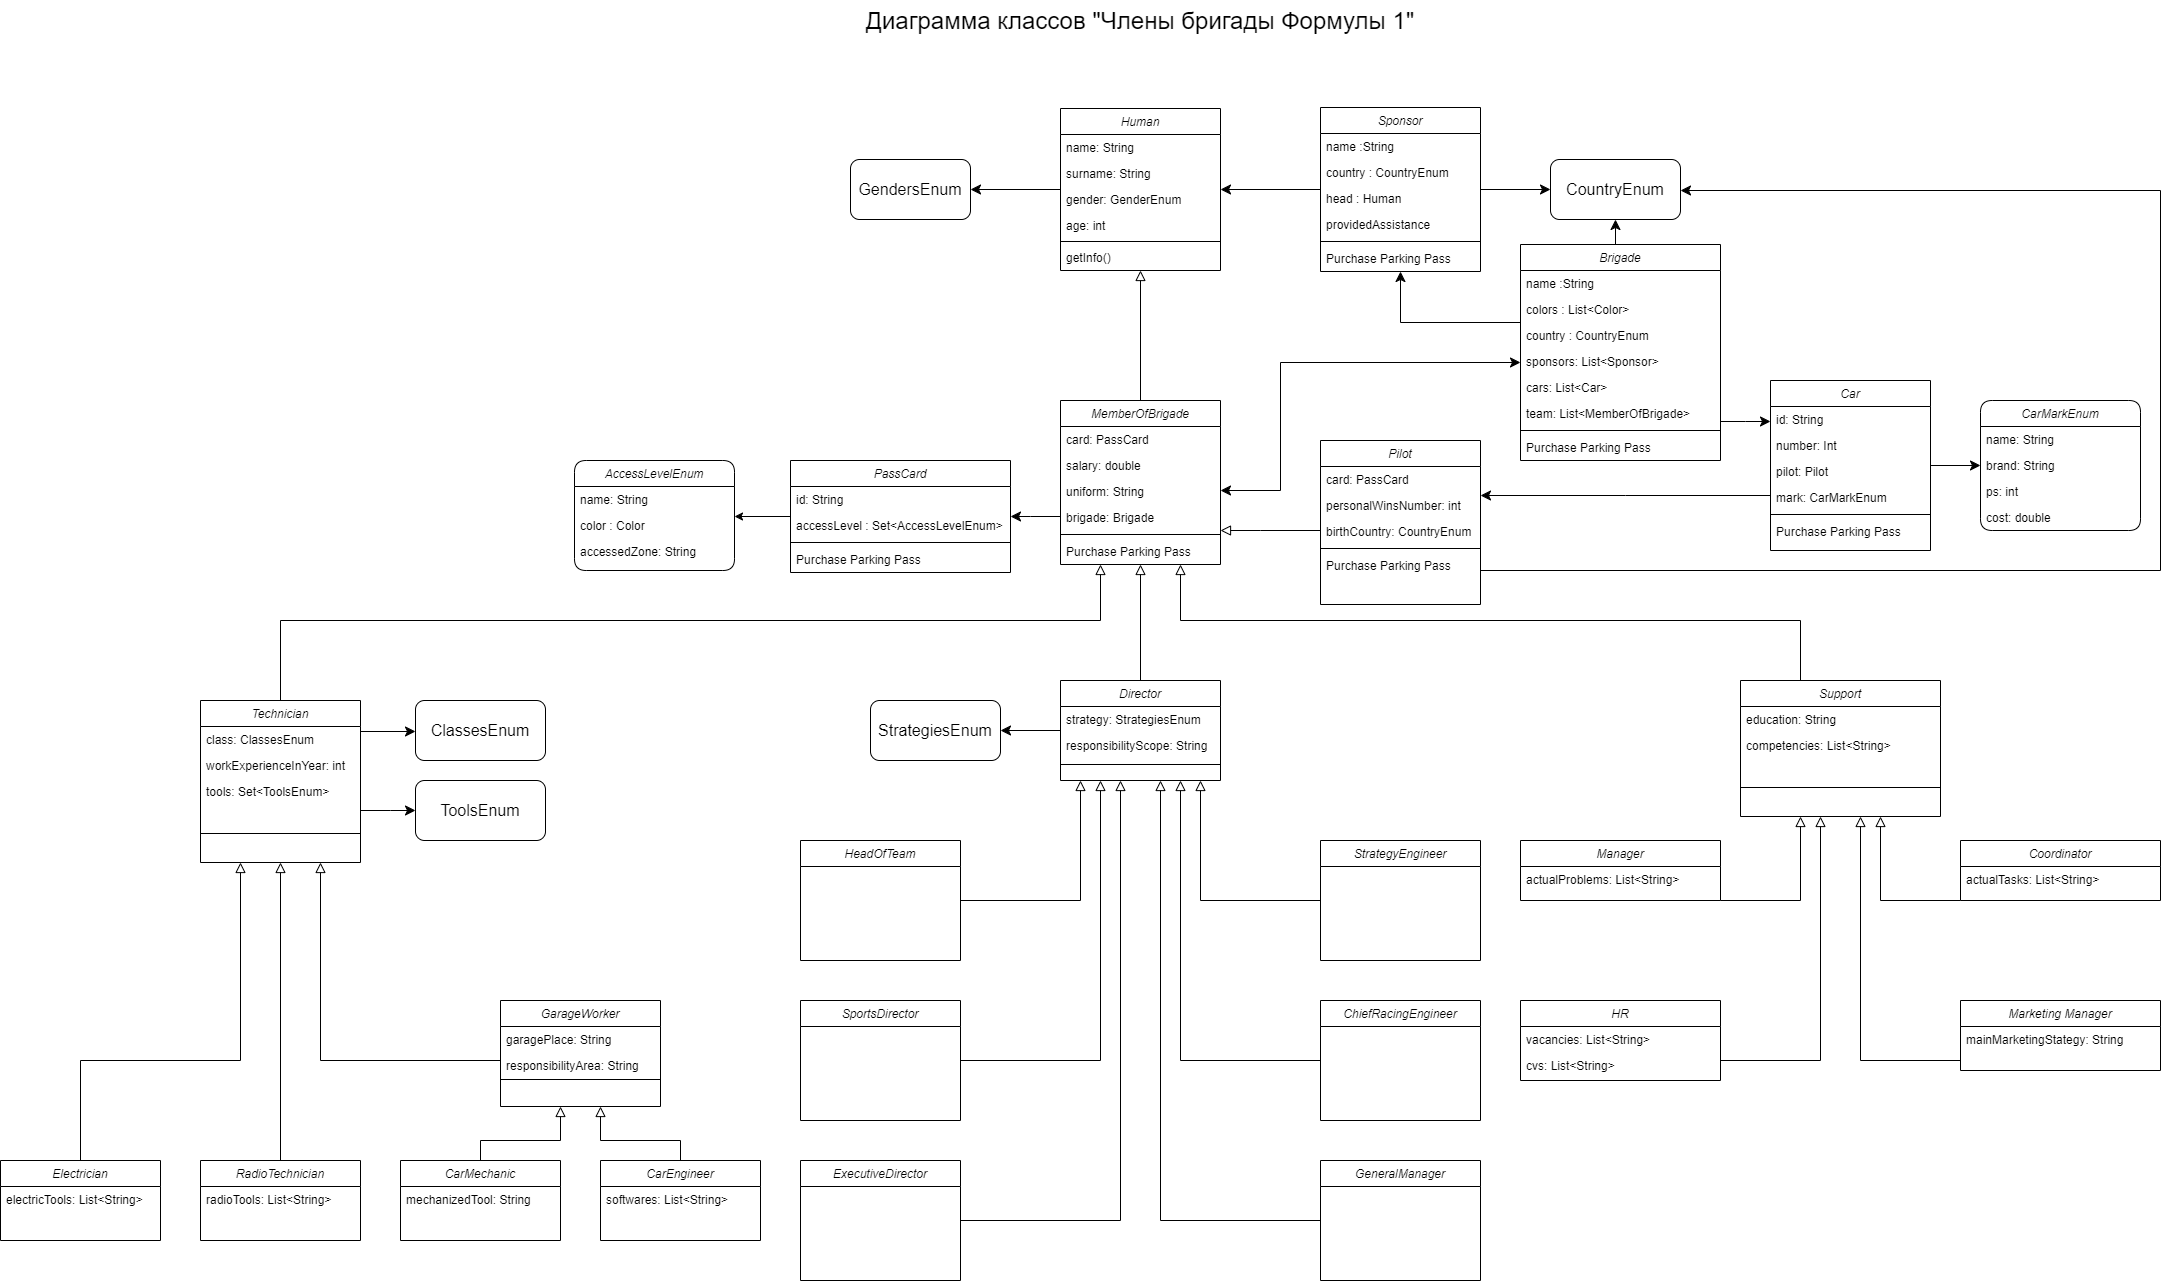 Диаграмма классов "Члены бригады Формулы 1"
Human
name: String
surname: String
gender: GenderEnum
age: int
getInfo()
Sponsor
name :String
country : CountryEnum
head : Human
providedAssistance
Purchase Parking Pass
GendersEnum
CountryEnum
Brigade
name :String
colors : List<Color>
country : CountryEnum
sponsors: List<Sponsor>
cars: List<Car>
team: List<MemberOfBrigade>
Purchase Parking Pass
Car
id: String
number: Int
pilot: Pilot
mark: CarMarkEnum
Purchase Parking Pass
CarMarkEnum
name: String
brand: String
ps: int
cost: double
MemberOfBrigade
card: PassCard
salary: double
uniform: String
brigade: Brigade
Purchase Parking Pass
Pilot
card: PassCard
personalWinsNumber: int
birthCountry: CountryEnum
Purchase Parking Pass
AccessLevelEnum
name: String
color : Color
accessedZone: String
PassCard
id: String
accessLevel : Set<AccessLevelEnum>
Purchase Parking Pass
Technician
class: ClassesEnum
workExperienceInYear: int
tools: Set<ToolsEnum>
ClassesEnum
ToolsEnum
StrategiesEnum
Director
strategy: StrategiesEnum
responsibilityScope: String
Support
education: String
competencies: List<String>
HeadOfTeam
StrategyEngineer
Manager
actualProblems: List<String>
Coordinator
actualTasks: List<String>
GarageWorker
garagePlace: String
responsibilityArea: String
SportsDirector
ChiefRacingEngineer
HR
vacancies: List<String>
cvs: List<String>
Marketing Manager
mainMarketingStategy: String
Electrician
electricTools: List<String>
RadioTechnician
radioTools: List<String>
CarMechanic
mechanizedTool: String
CarEngineer
softwares: List<String>
ExecutiveDirector
GeneralManager